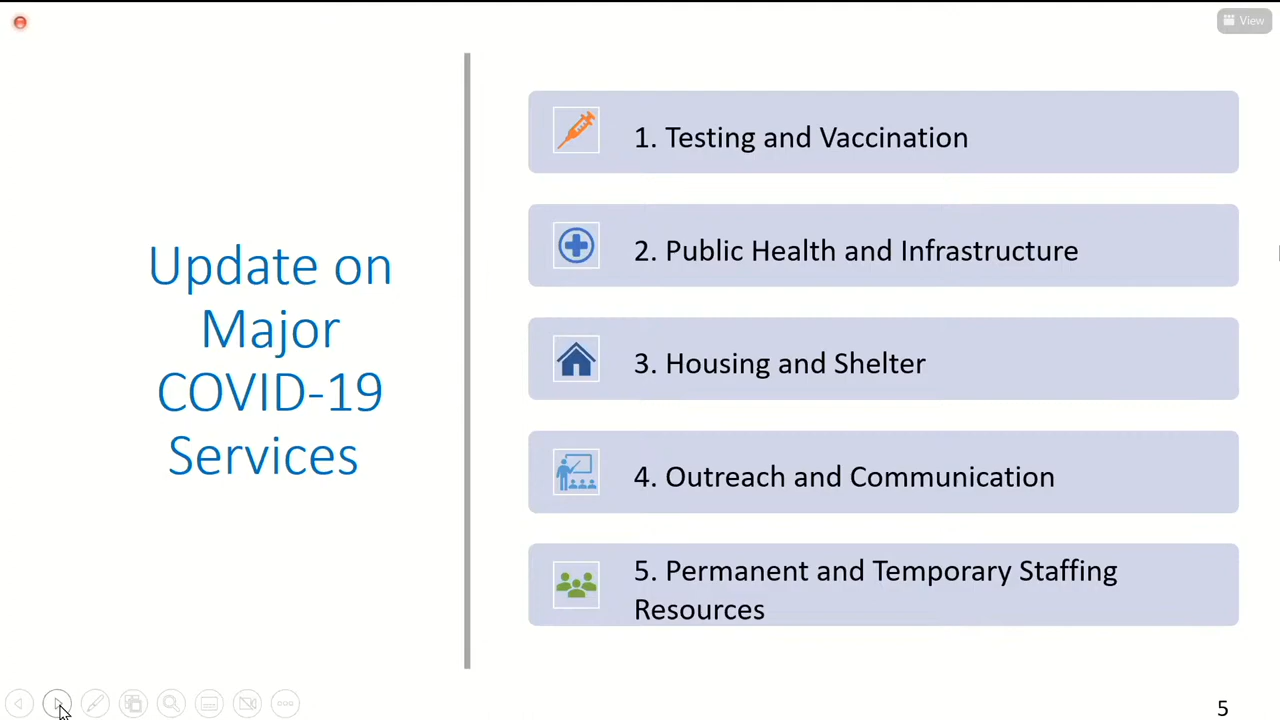 View
Update on
Major
COVID-19
Services
1. Testing and Vaccination
2. Public Health and Infrastructure
3. Housing and Shelter
4. Outreach and Communication
5. Permanent and Temporary Staffing
Resources
5